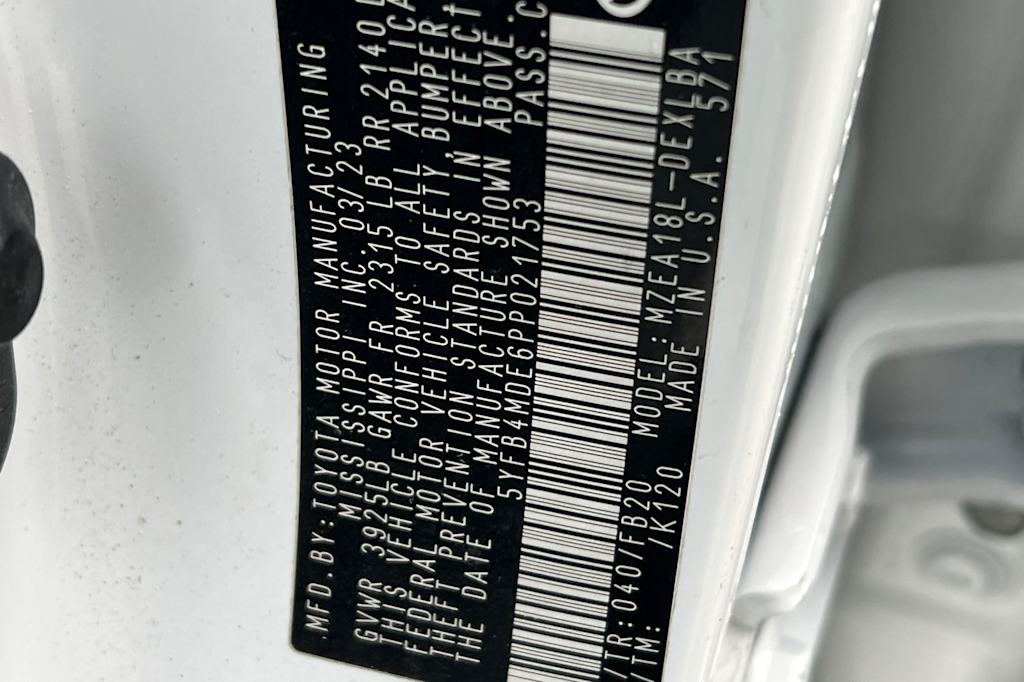 MFD.BY:TOYOTA MOTOR MANUFACTURING
MISSISSIPPI INC.03/23
GVWR 3925LB GAWR FR 2315 LB RR 2140
THIS VEHICLE CONFORMS TO ALL APPLICA
FEDERAL MOTOR VEHICLE SAFETY, BUMPER
THEFT PREVENTION STANDARDS IN EFFECT
THE DATE OF MANUFACTURE SHOWN ABOVE.
5YFB4MDE6PP021753 PASS.C
/TR:040/FB20 MODEL:MZEA18L-DEXLBA
/TM: /K120 MADE IN U.S.A. 571